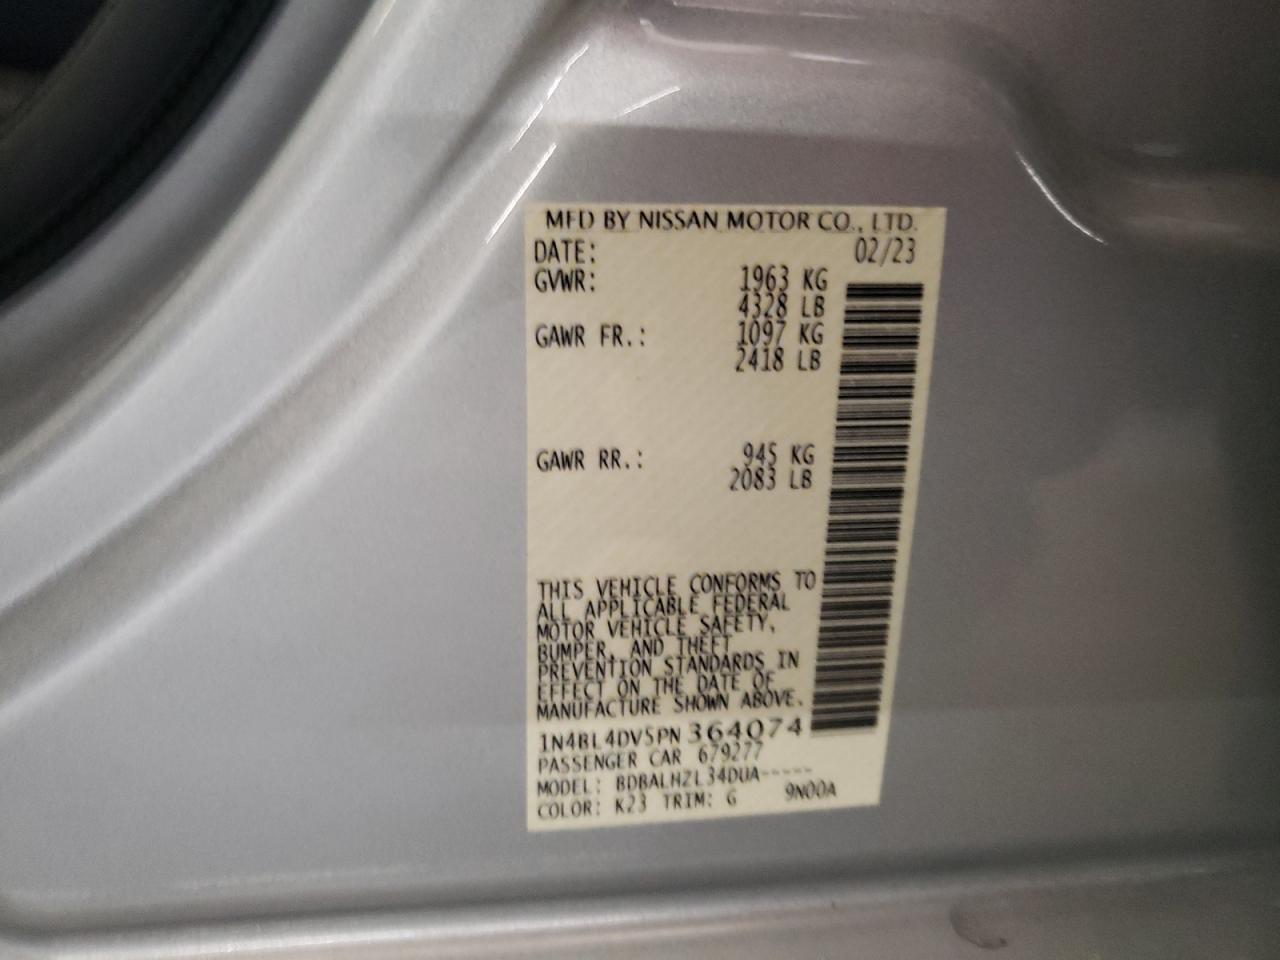 MFD BY NISSAN MOTOR CO., LTD.
DATE: 02/23
GVWR: 1963 KG
4328 LB
GAWR FR.: 1097 KG
2418 LB
GAWR RR.: 945 KG
2083 LB
THIS VEHICLE CONFORMS TO
ALL APPLICABLE FEDERAL
MOTOR VEHICLE SAFETY,
BUMPER, AND THEFT
PREVENTION STANDARDS IN
EFFECT ON THE DATE OF
MANUFACTURE SHOWN ABOVE.
1N4BL4DV5PN 364074
PASSENGER CAR 679277
MODEL: BDBALHZL34DUA-----
COLOR: K23 TRIM: G 9N00A